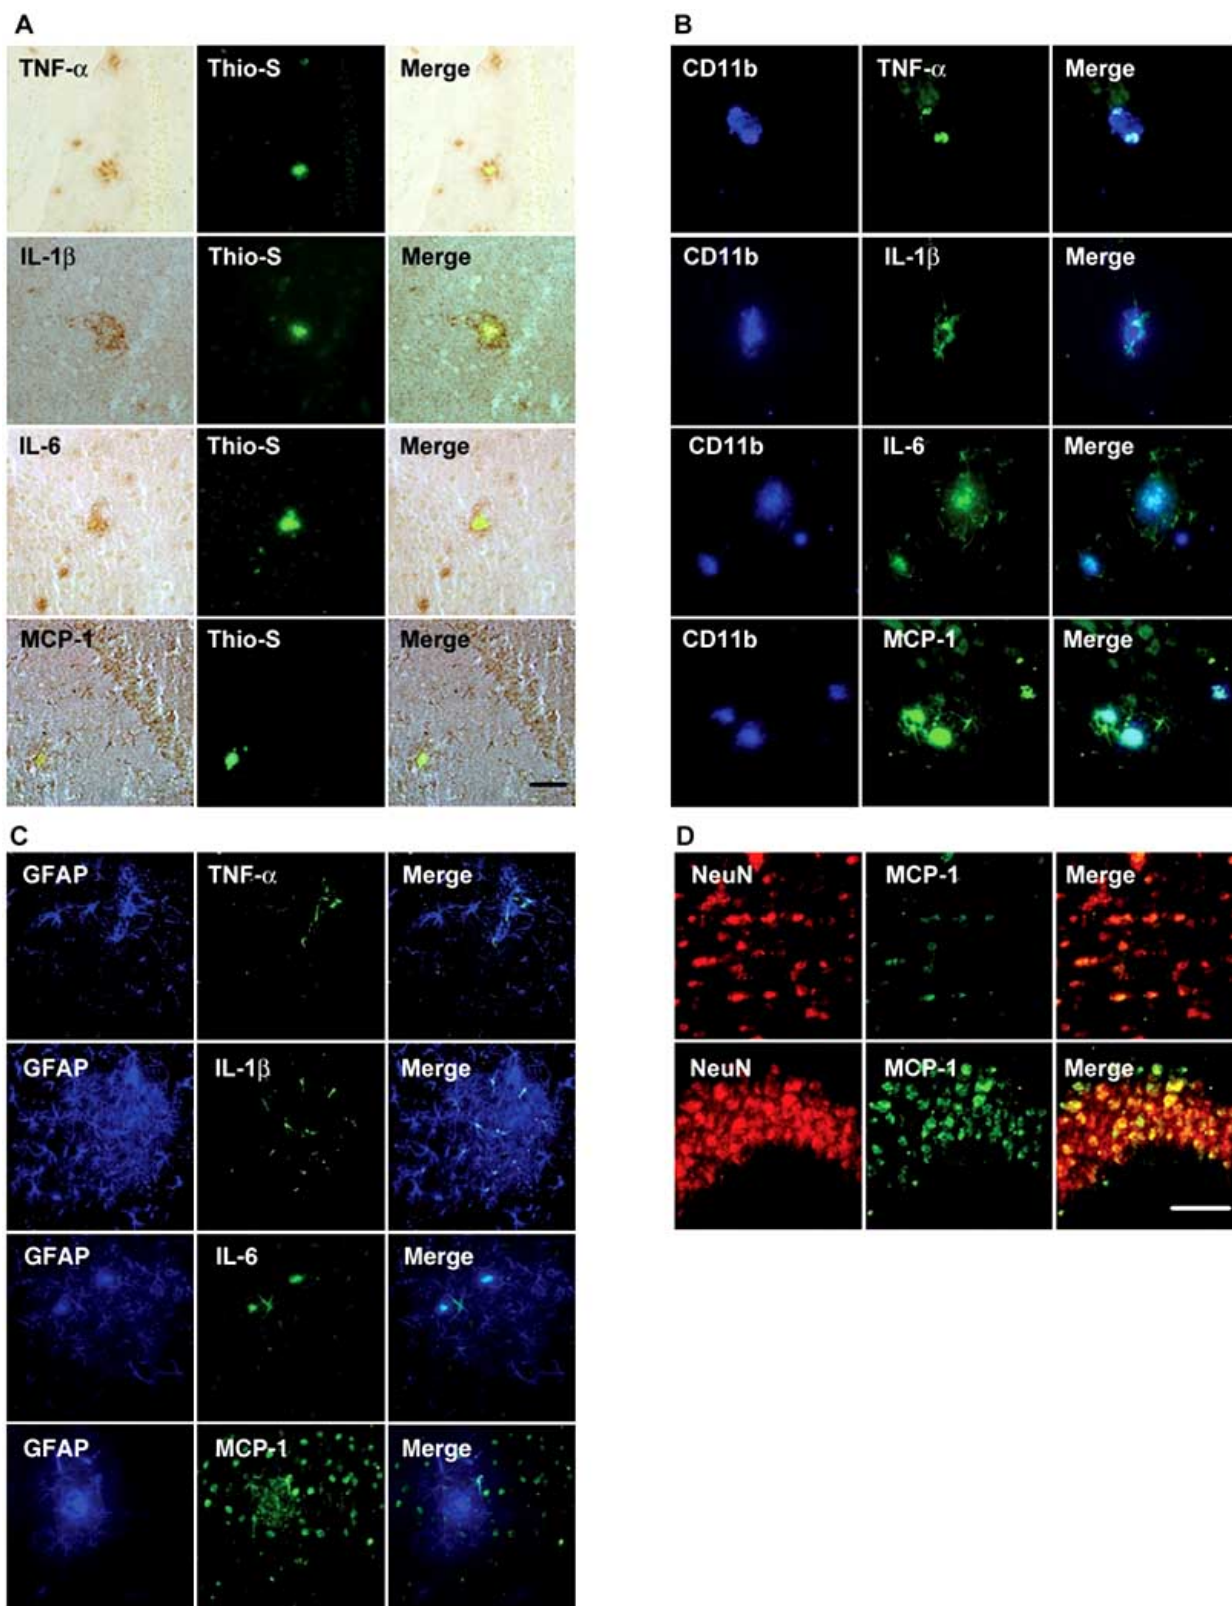 A
TNF-α Thio-S Merge
IL-1β Thio-S Merge
IL-6 Thio-S Merge
MCP-1 Thio-S Merge
B
CD11b TNF-α Merge
CD11b IL-1β Merge
CD11b IL-6 Merge
CD11b MCP-1 Merge
C
GFAP TNF-α Merge
GFAP IL-1β Merge
GFAP IL-6 Merge
GFAP MCP-1 Merge
D
NeuN MCP-1 Merge
NeuN MCP-1 Merge